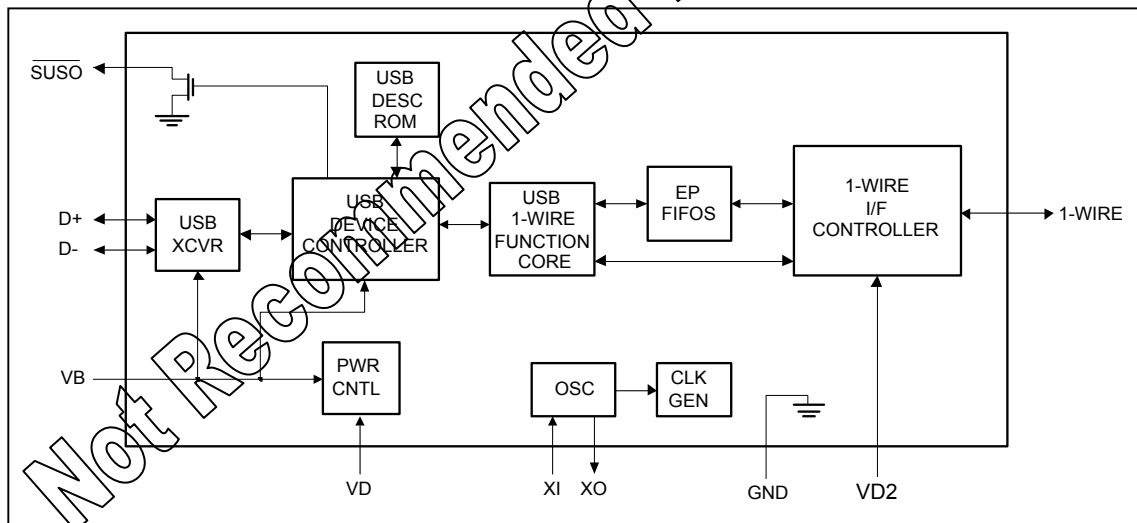 SUSO
USB
DESC
ROM
D+
D-
USB
XCVR
USB
DEVICE
CONTROLLER
USB
1-WIRE
FUNCTION
CORE
EP
FIFOS
1-WIRE
I/F
CONTROLLER
1-WIRE
VB
PWR
CNTL
OSC
CLK
GEN
VD
XI
XO
GND
VD2
Not Recommended